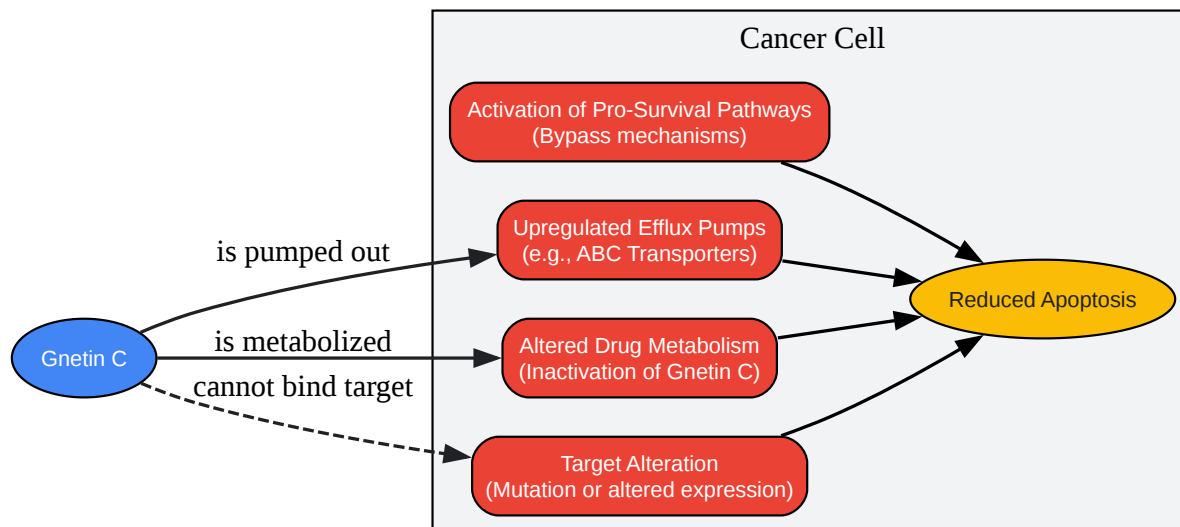 Cancer Cell
Activation of Pro-Survival Pathways
(Bypass mechanisms)
is pumped out
Upregulated Efflux Pumps
(e.g., ABC Transporters)
Reduced Apoptosis
Gnetin C
is metabolized
Altered Drug Metabolism
(Inactivation of Gnetin C)
cannot bind target
Target Alteration
(Mutation or altered expression)